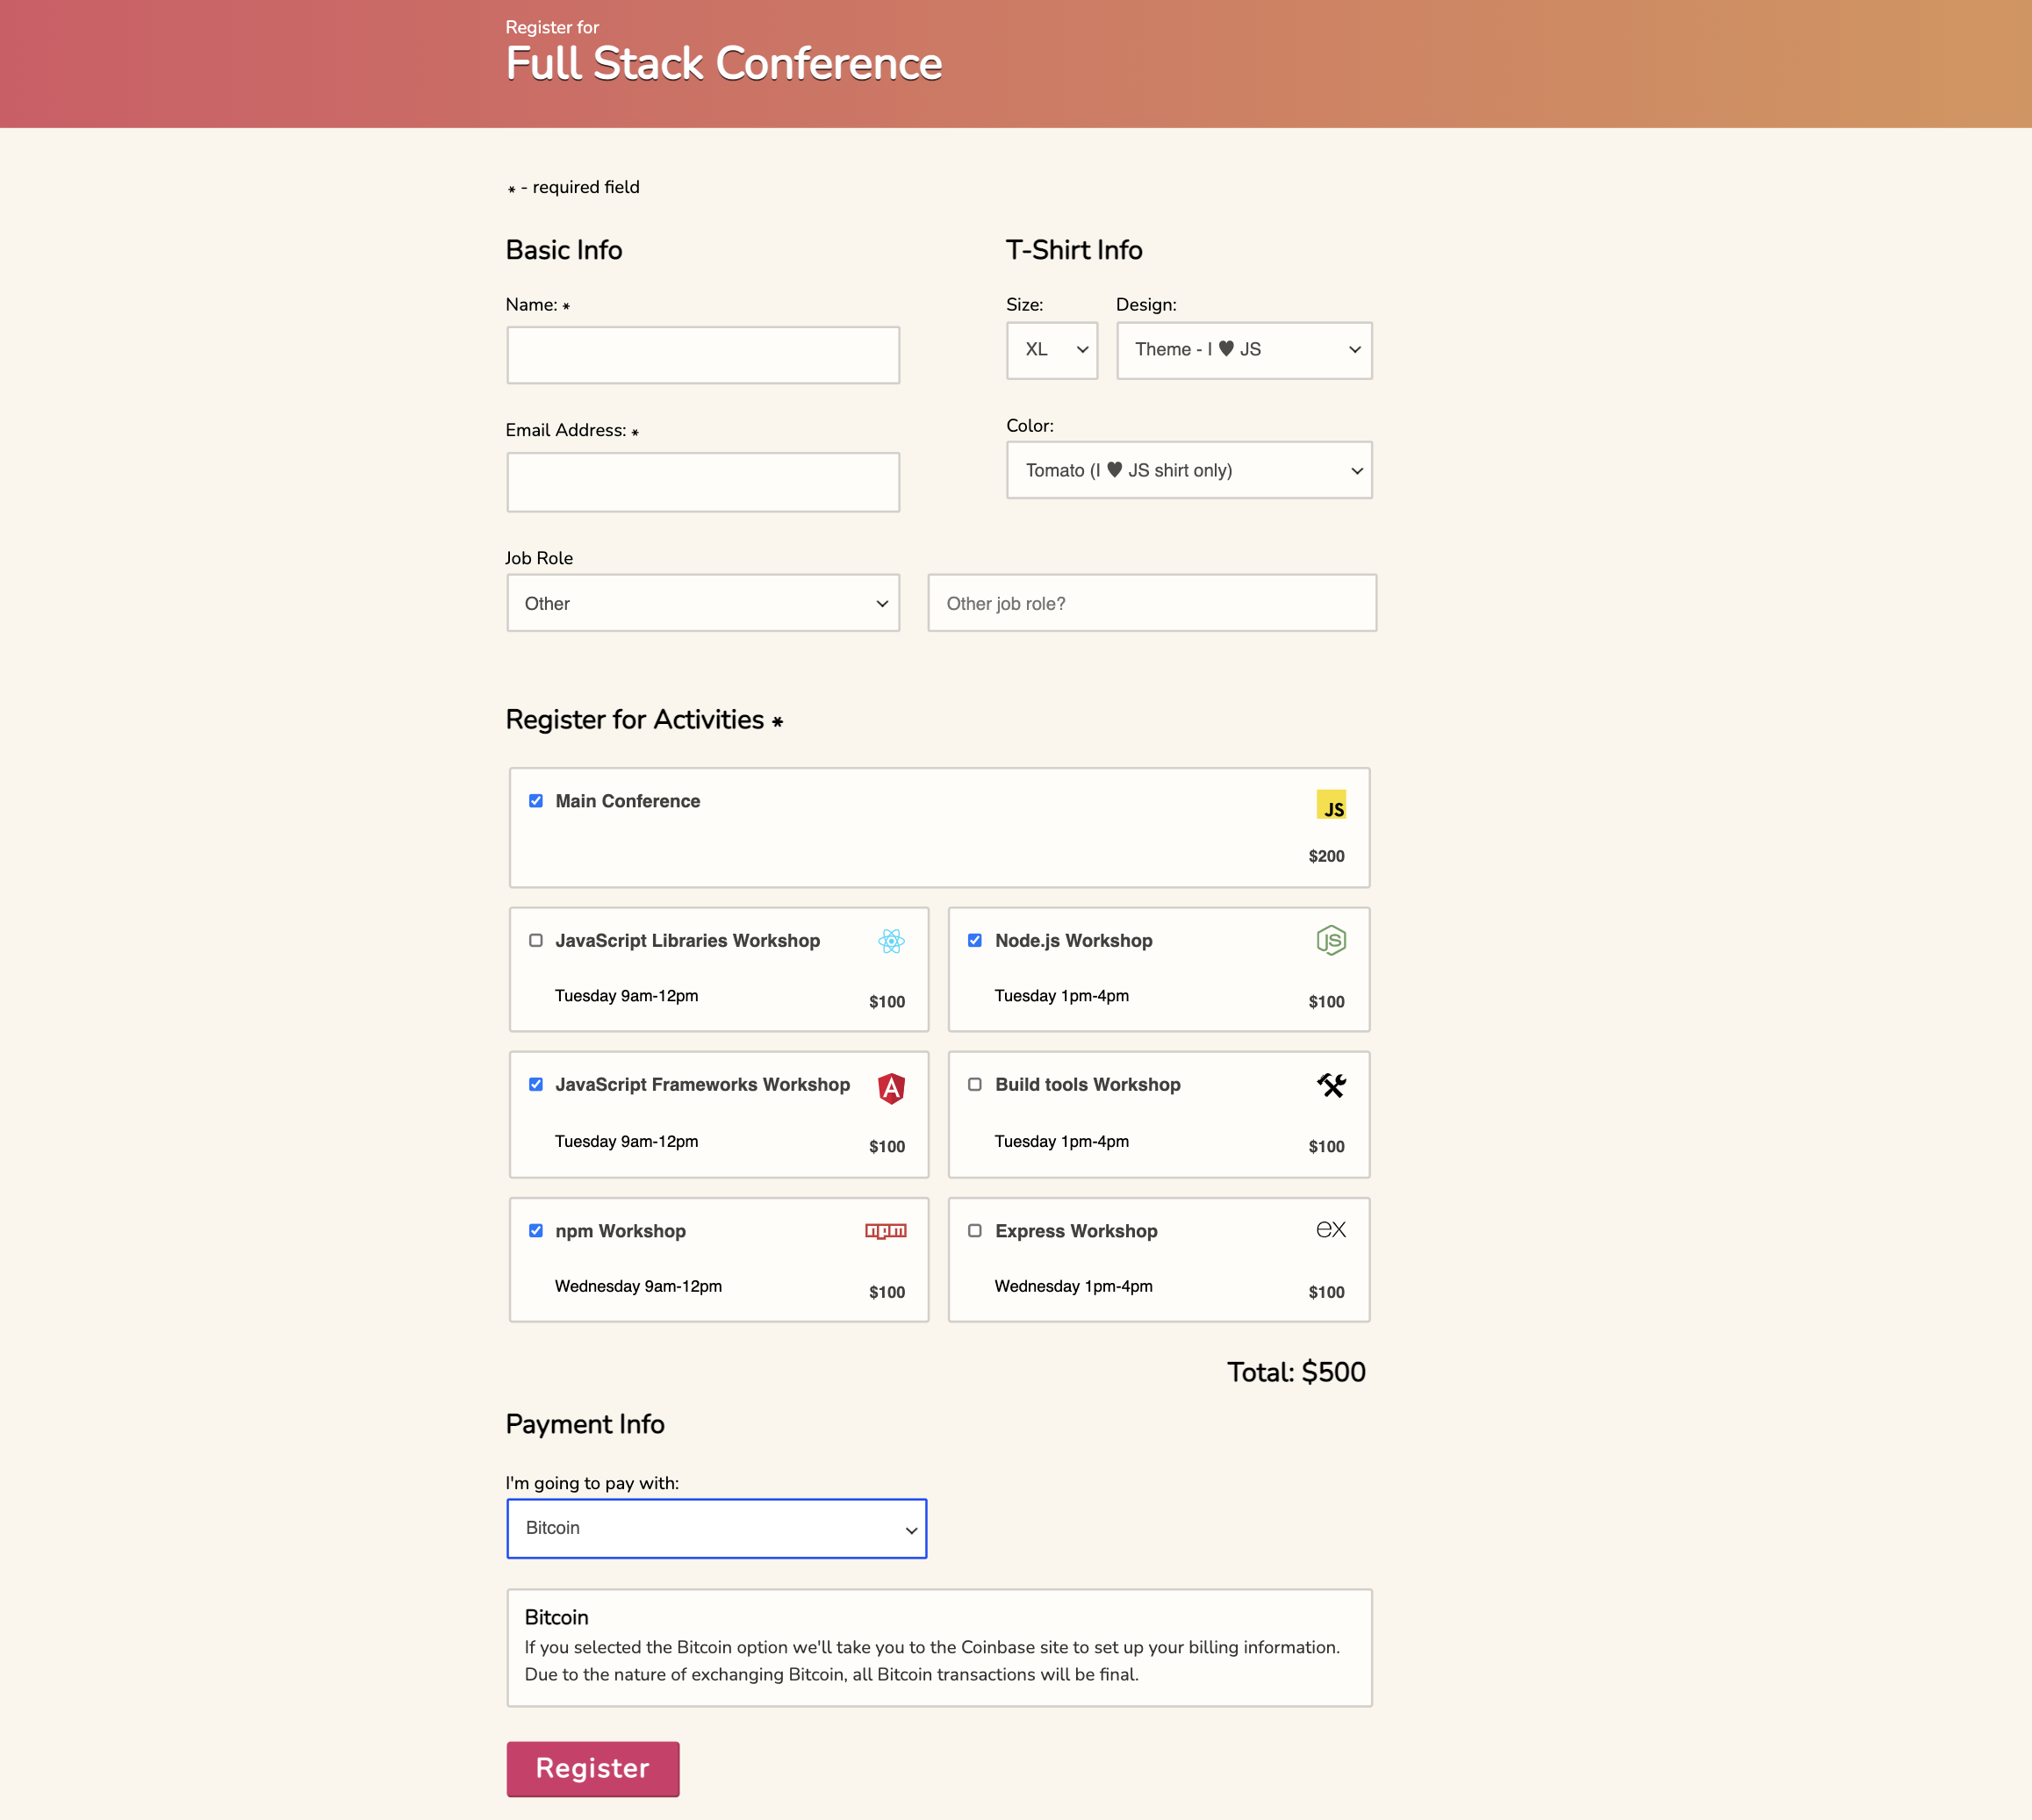 Register for
Full Stack Conference
* - required field
Basic Info
Name: *
Email Address: *
Job Role
Other
Other job role?
T-Shirt Info
Size:
XL
Design:
Theme - I ♥ JS
Color:
Tomato (I ♥ JS shirt only)
Register for Activities *
Main Conference
JS
$200
JavaScript Libraries Workshop
Tuesday 9am-12pm
$100
Node.js Workshop
JS
Tuesday 1pm-4pm
$100
JavaScript Frameworks Workshop
A
Tuesday 9am-12pm
$100
Build tools Workshop
Tuesday 1pm-4pm
$100
npm Workshop
npm
Wednesday 9am-12pm
$100
Express Workshop
ex
Wednesday 1pm-4pm
$100
Total: $500
Payment Info
I'm going to pay with:
Bitcoin
Bitcoin
If you selected the Bitcoin option we'll take you to the Coinbase site to set up your billing information.
Due to the nature of exchanging Bitcoin, all Bitcoin transactions will be final.
Register